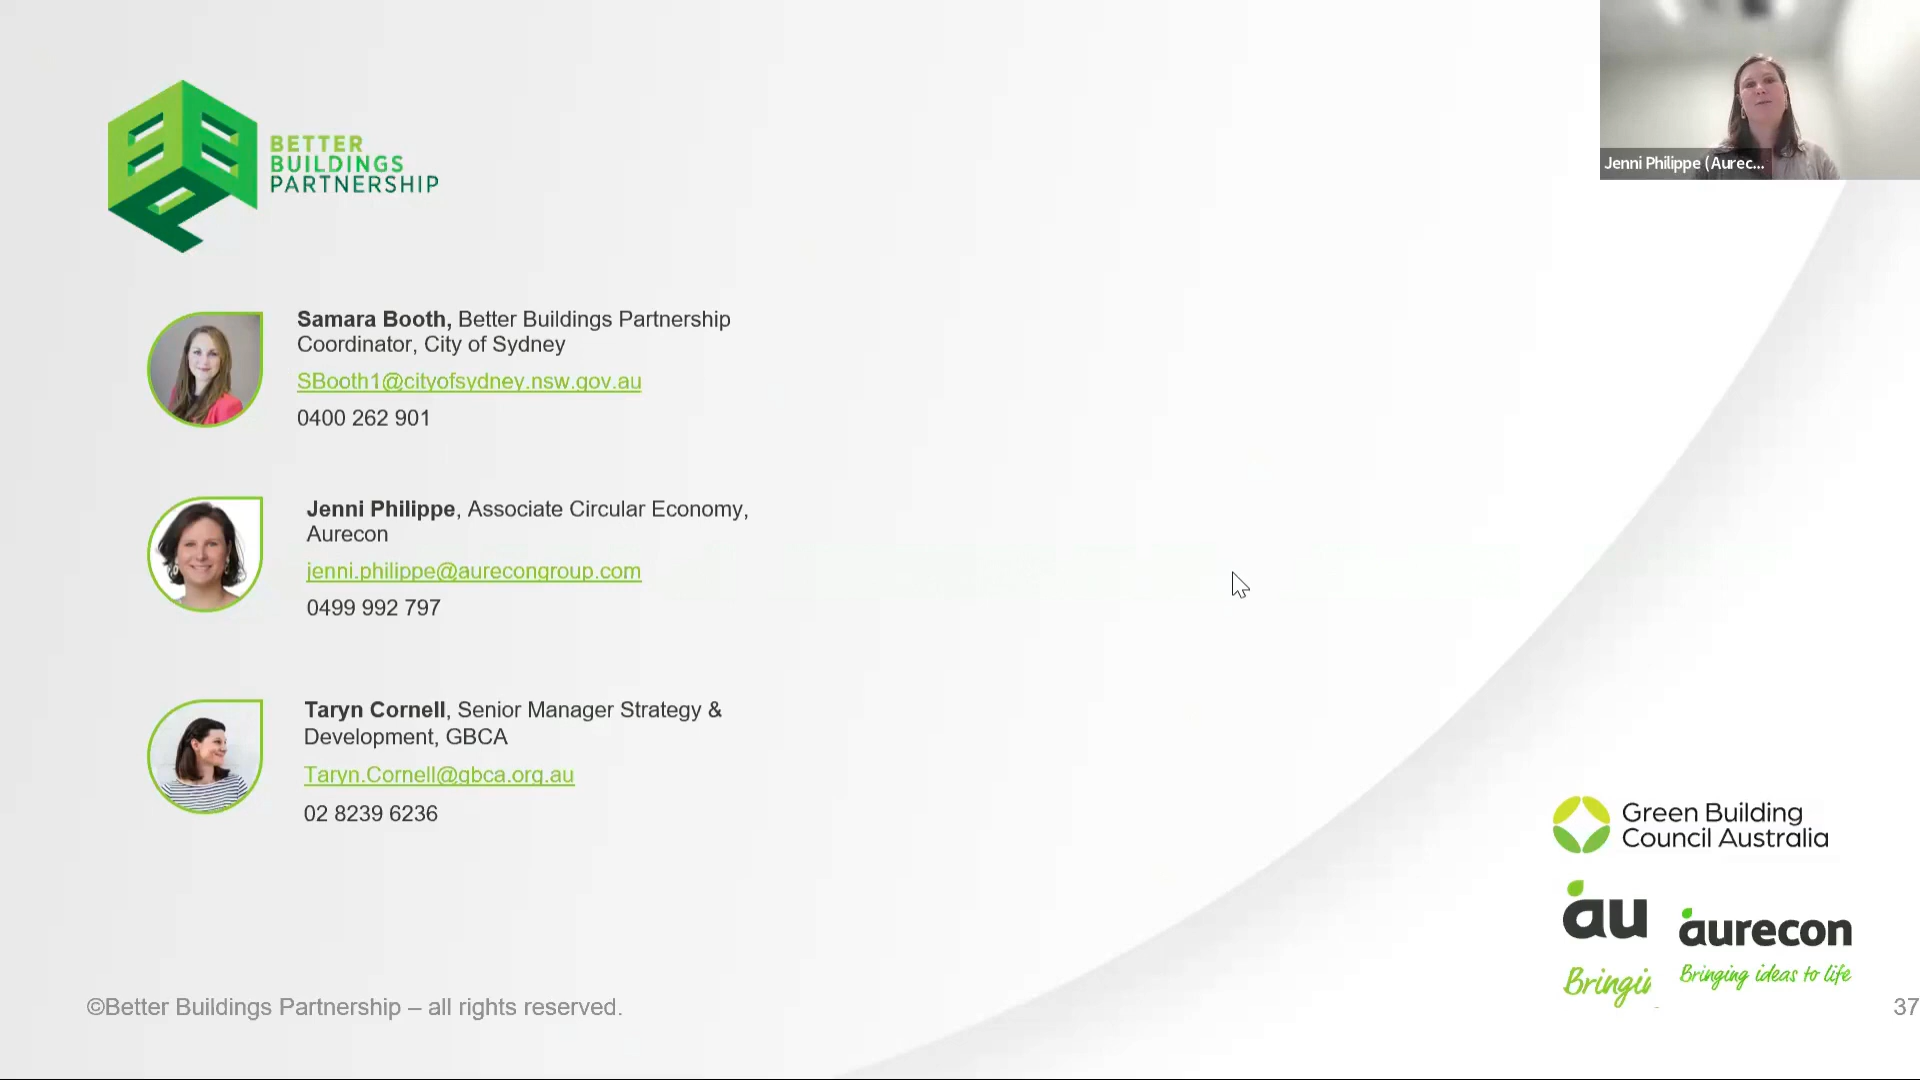 BETTER
BUILDINGS
PARTNERSHIP
Jenni Philippe (Aurec...
Samara Booth, Better Buildings Partnership
Coordinator, City of Sydney
SBooth1@cityofsydney.nsw.gov.au
0400 262 901
Jenni Philippe, Associate Circular Economy,
Aurecon
jenni.philippe@aurecongroup.com
0499 992 797
Taryn Cornell, Senior Manager Strategy &
Development, GBCA
Taryn.Cornell@gbca.org.au
02 8239 6236
Green Building
Council Australia
au
Bringin
aurecon
Bringing ideas to life
©Better Buildings Partnership – all rights reserved.
37